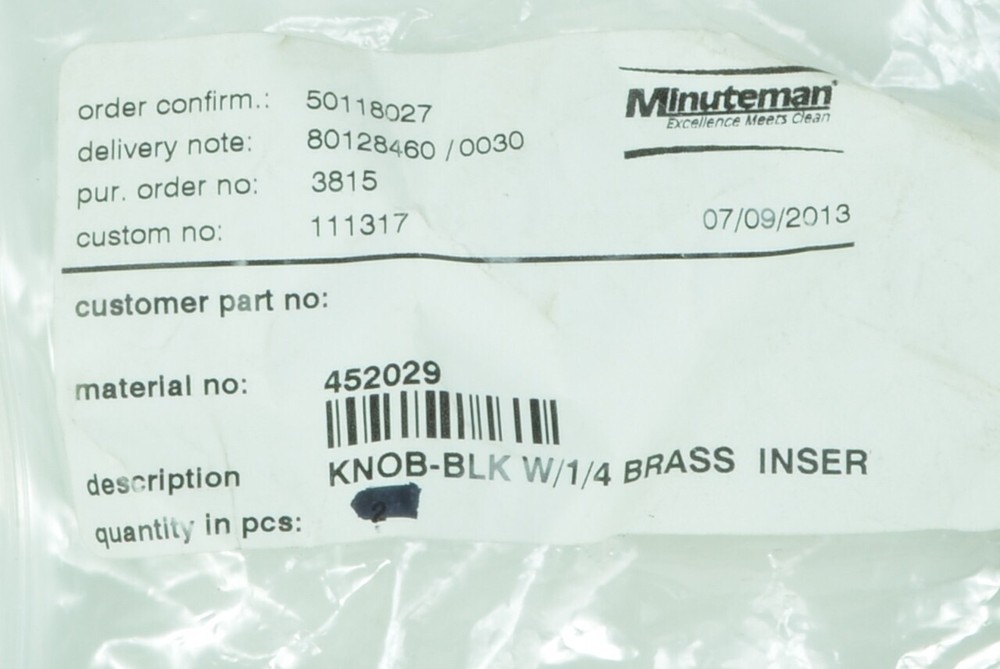 Minuteman
Excellence Meets Clean
order confirm.: 50118027
delivery note: 80128460 / 0030
pur. order no: 3815
custom no: 111317
07/09/2013
customer part no:
material no: 452029
description KNOB-BLK W/1/4 BRASS INSER
quantity in pcs: 2